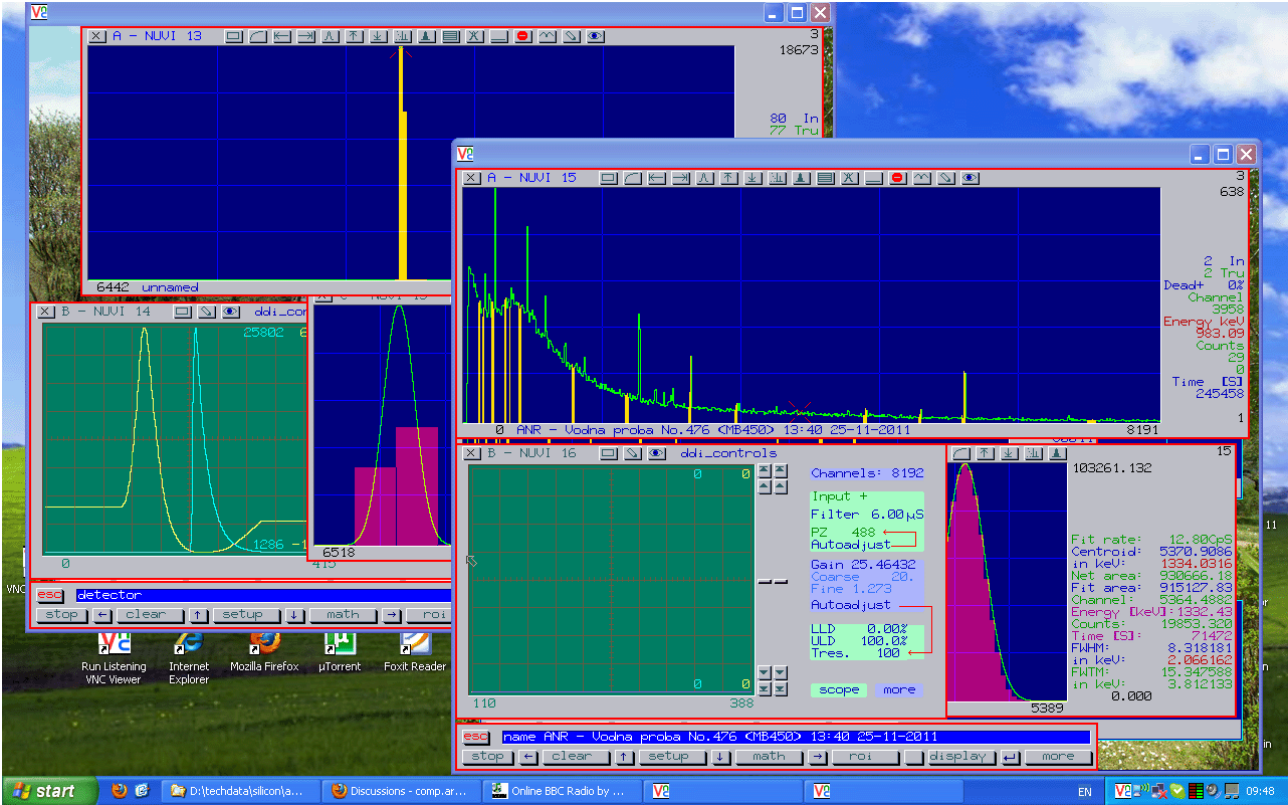 A - NUVI 13
3
18673
80 In
77 Tru
6442 unnamed
B - NUVI 14
25802
1286
0
415
6518
esc detector
stop clear setup math roi
A - NUVI 15
3
638
2 In
2 Tru
Dead+ 0%
Channel
3958
Energy keV
983.09
Counts
29
0
Time [S]
245458
1
0 ANR - Vodna proba No.476 <MB450> 13:40 25-11-2011 8191
B - NUVI 16 ddi_controls
0 0
0 0
110 388
Channels: 8192
Input +
Filter 6.00µS
PZ 488
Autoadjust
Gain 25.46432
Coarse 20.
Fine 1.273
Autoadjust
LLD 0.00%
ULD 100.0%
Tres. 100
scope more
15
103261.132
Fit rate: 12.80CpS
Centroid: 5370.9086
in keV: 1334.0316
Net area: 930666.18
Fit area: 915127.83
Channel: 5364.4882
Energy [keV]:1332.43
Counts: 19853.320
Time [S]: 71472
FWHM: 8.318181
in keV: 2.066162
FWTM: 15.347588
in keV: 3.812133
0.000
5389
esc name ANR - Vodna proba No.476 <MB450> 13:40 25-11-2011
stop clear setup math roi display more
Run Listening
VNC Viewer
Internet
Explorer
Mozilla Firefox
µTorrent
Foxit Reader
VNC
11
in
start
D:\techdata\silicon\a...
Discussions - comp.ar...
Online BBC Radio by ...
EN
09:48